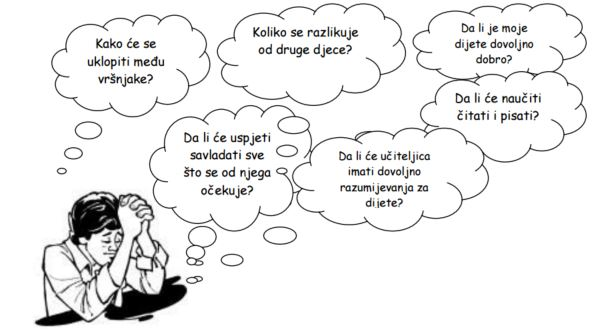 Kako će se
uklopiti među
vršnjake?
Koliko se razlikuje
od druge djece?
Da li je moje
dijete dovoljno
dobro?
Da li će naučiti
čitati i pisati?
Da li će uspjeti
savladati sve
što se od njega
očekuje?
Da li će učiteljica
imati dovoljno
razumijevanja za
dijete?